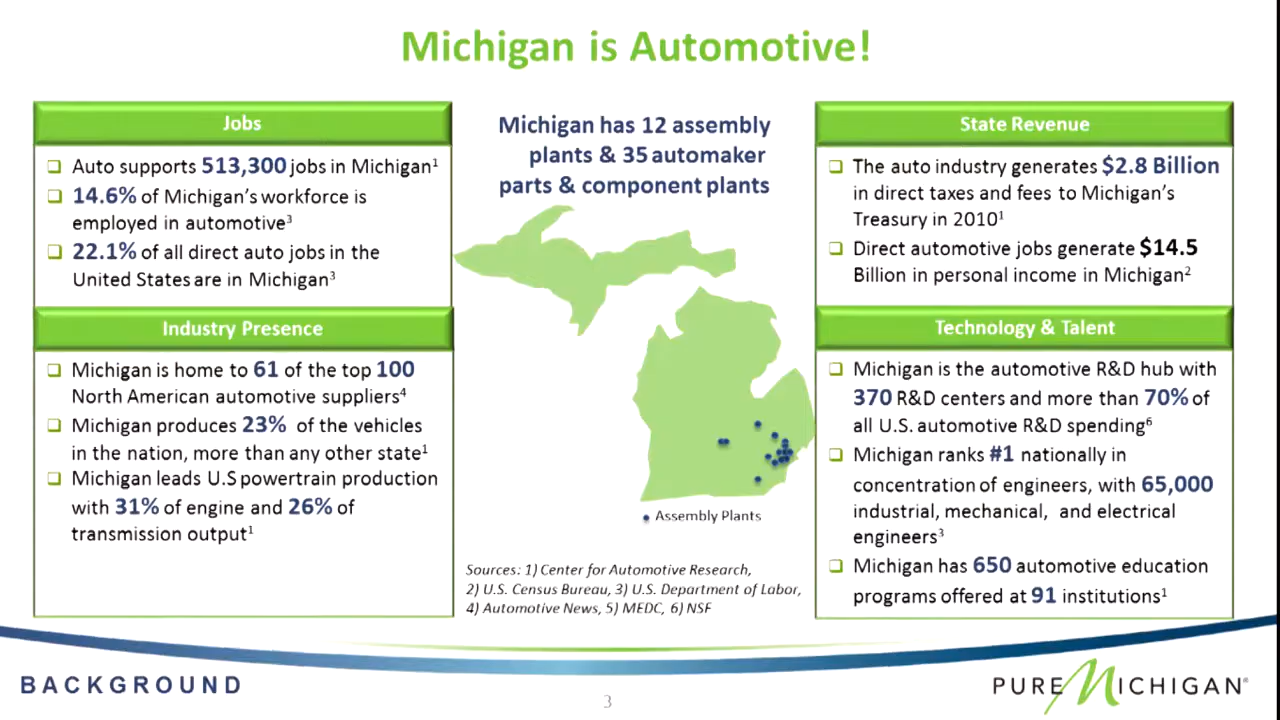 Michigan is Automotive!
Jobs
❑ Auto supports 513,300 jobs in Michigan¹
❑ 14.6% of Michigan's workforce is
employed in automotive³
❑ 22.1% of all direct auto jobs in the
United States are in Michigan³
Industry Presence
❑ Michigan is home to 61 of the top 100
North American automotive suppliers⁴
❑ Michigan produces 23% of the vehicles
in the nation, more than any other state¹
❑ Michigan leads U.S powertrain production
with 31% of engine and 26% of
transmission output¹
Michigan has 12 assembly
plants & 35 automaker
parts & component plants
Assembly Plants
Sources: 1) Center for Automotive Research,
2) U.S. Census Bureau, 3) U.S. Department of Labor,
4) Automotive News, 5) MEDC, 6) NSF
State Revenue
❑ The auto industry generates $2.8 Billion
in direct taxes and fees to Michigan's
Treasury in 2010¹
❑ Direct automotive jobs generate $14.5
Billion in personal income in Michigan²
Technology & Talent
❑ Michigan is the automotive R&D hub with
370 R&D centers and more than 70% of
all U.S. automotive R&D spending⁶
❑ Michigan ranks #1 nationally in
concentration of engineers, with 65,000
industrial, mechanical, and electrical
engineers³
❑ Michigan has 650 automotive education
programs offered at 91 institutions¹
BACKGROUND
3
PURE MICHIGAN®